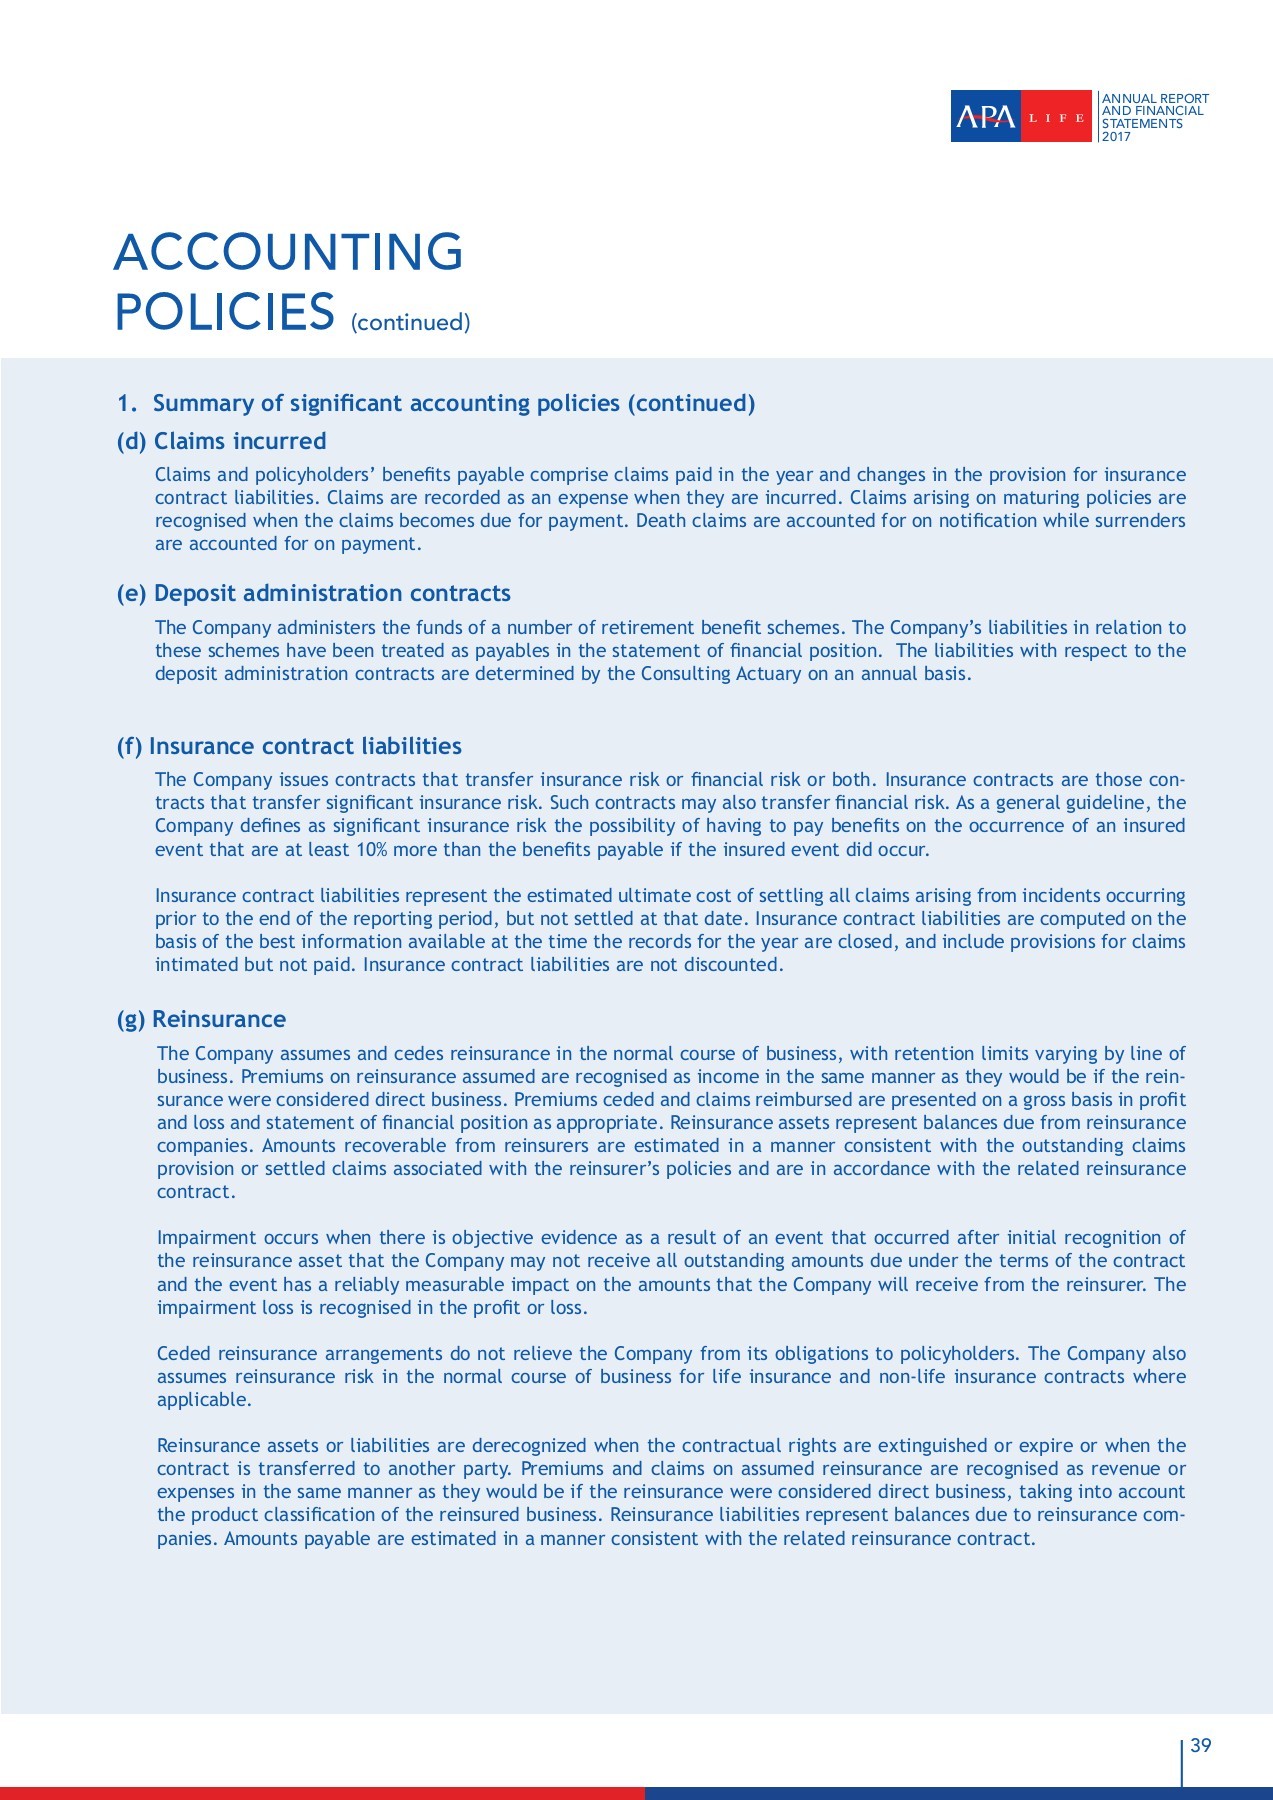 APA LIFE
ANNUAL REPORT
AND FINANCIAL
STATEMENTS
2017
ACCOUNTING
POLICIES (continued)
1. Summary of significant accounting policies (continued)
(d) Claims incurred
Claims and policyholders’ benefits payable comprise claims paid in the year and changes in the provision for insurance
contract liabilities. Claims are recorded as an expense when they are incurred. Claims arising on maturing policies are
recognised when the claims becomes due for payment. Death claims are accounted for on notification while surrenders
are accounted for on payment.
(e) Deposit administration contracts
The Company administers the funds of a number of retirement benefit schemes. The Company’s liabilities in relation to
these schemes have been treated as payables in the statement of financial position. The liabilities with respect to the
deposit administration contracts are determined by the Consulting Actuary on an annual basis.
(f) Insurance contract liabilities
The Company issues contracts that transfer insurance risk or financial risk or both. Insurance contracts are those con-
tracts that transfer significant insurance risk. Such contracts may also transfer financial risk. As a general guideline, the
Company defines as significant insurance risk the possibility of having to pay benefits on the occurrence of an insured
event that are at least 10% more than the benefits payable if the insured event did occur.
Insurance contract liabilities represent the estimated ultimate cost of settling all claims arising from incidents occurring
prior to the end of the reporting period, but not settled at that date. Insurance contract liabilities are computed on the
basis of the best information available at the time the records for the year are closed, and include provisions for claims
intimated but not paid. Insurance contract liabilities are not discounted.
(g) Reinsurance
The Company assumes and cedes reinsurance in the normal course of business, with retention limits varying by line of
business. Premiums on reinsurance assumed are recognised as income in the same manner as they would be if the rein-
surance were considered direct business. Premiums ceded and claims reimbursed are presented on a gross basis in profit
and loss and statement of financial position as appropriate. Reinsurance assets represent balances due from reinsurance
companies. Amounts recoverable from reinsurers are estimated in a manner consistent with the outstanding claims
provision or settled claims associated with the reinsurer’s policies and are in accordance with the related reinsurance
contract.
Impairment occurs when there is objective evidence as a result of an event that occurred after initial recognition of
the reinsurance asset that the Company may not receive all outstanding amounts due under the terms of the contract
and the event has a reliably measurable impact on the amounts that the Company will receive from the reinsurer. The
impairment loss is recognised in the profit or loss.
Ceded reinsurance arrangements do not relieve the Company from its obligations to policyholders. The Company also
assumes reinsurance risk in the normal course of business for life insurance and non-life insurance contracts where
applicable.
Reinsurance assets or liabilities are derecognized when the contractual rights are extinguished or expire or when the
contract is transferred to another party. Premiums and claims on assumed reinsurance are recognised as revenue or
expenses in the same manner as they would be if the reinsurance were considered direct business, taking into account
the product classification of the reinsured business. Reinsurance liabilities represent balances due to reinsurance com-
panies. Amounts payable are estimated in a manner consistent with the related reinsurance contract.
39